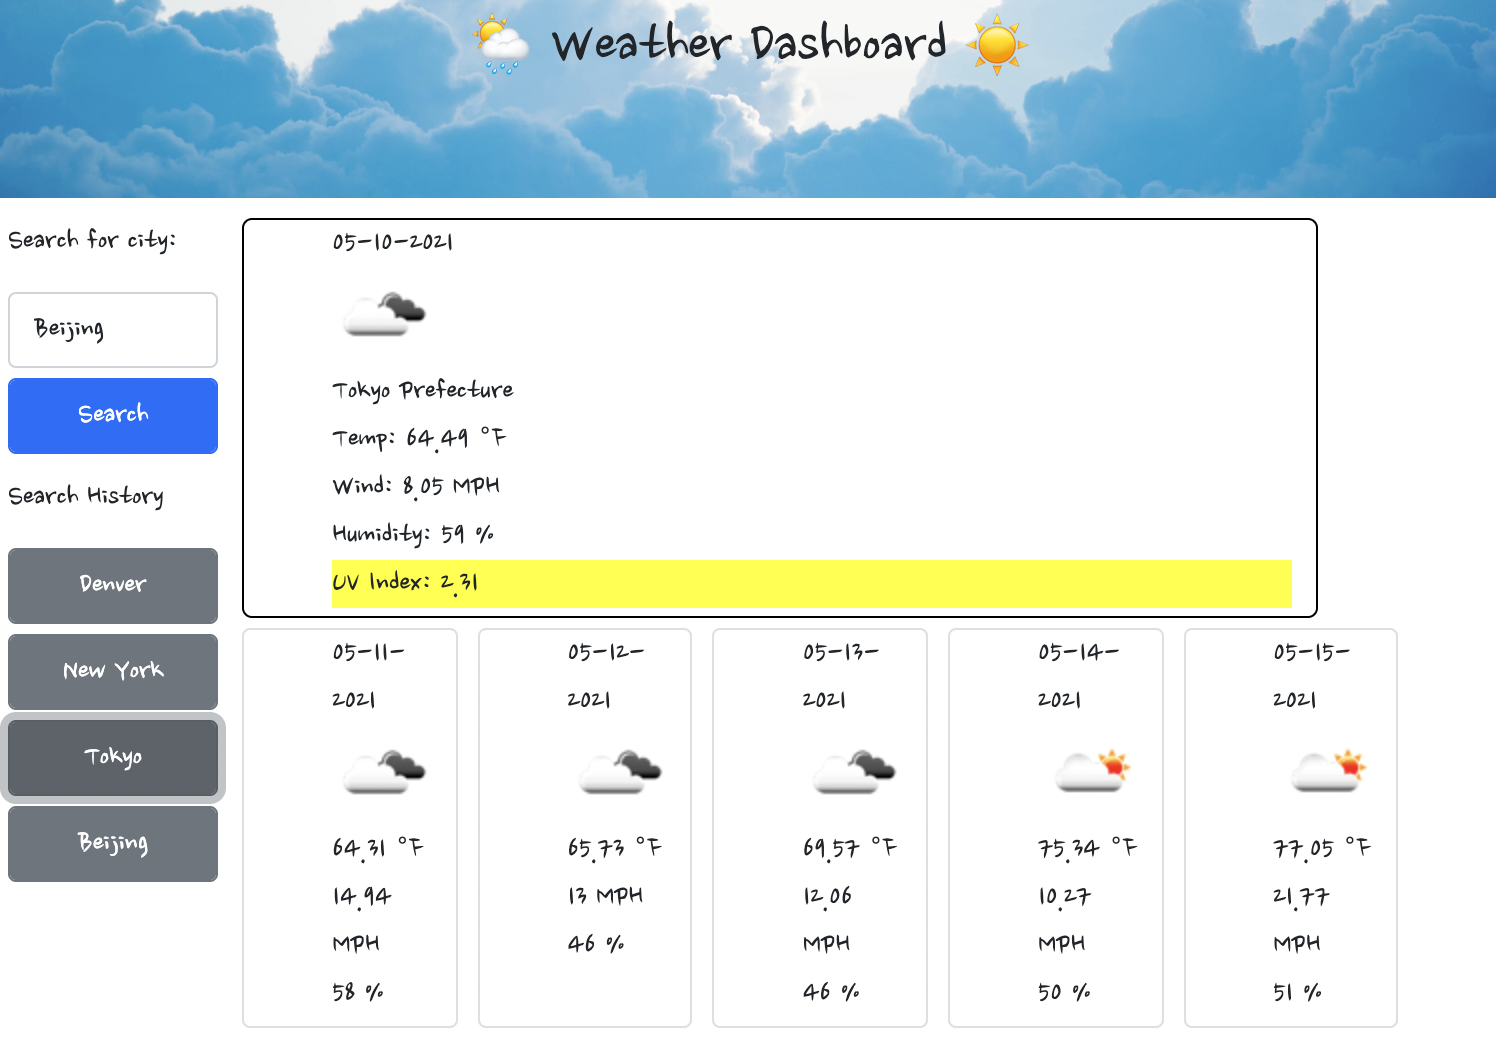 Weather Dashboard
Search for city:
Beijing
Search
Search History
Denver
New York
Tokyo
Beijing
05-10-2021
Tokyo Prefecture
Temp: 64.49 °F
Wind: 8.05 MPH
Humidity: 59 %
UV Index: 2.31
05-11-
2021
64.31 °F
14.94
MPH
58 %
05-12-
2021
65.73 °F
13 MPH
46 %
05-13-
2021
69.57 °F
12.06
MPH
46 %
05-14-
2021
75.34 °F
10.27
MPH
50 %
05-15-
2021
77.05 °F
21.77
MPH
51 %